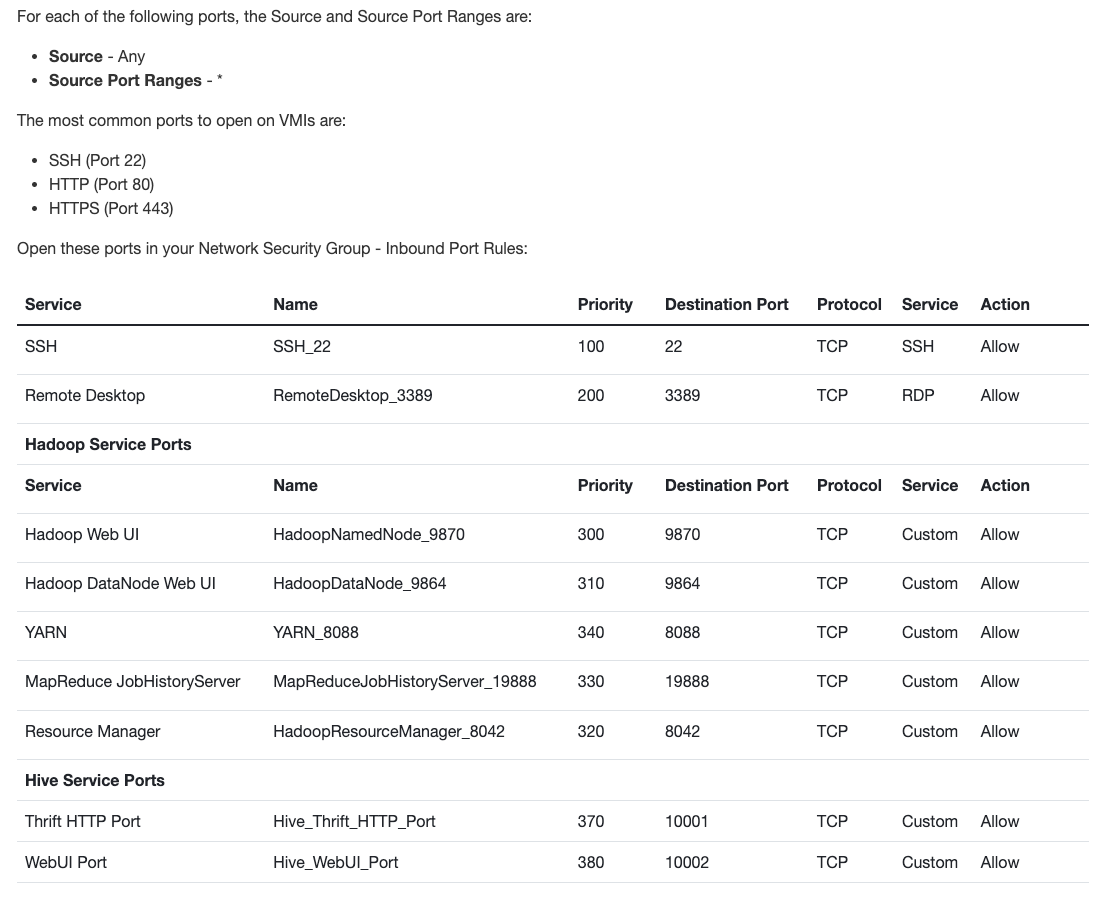 For each of the following ports, the Source and Source Port Ranges are:
• Source - Any
• Source Port Ranges - *
The most common ports to open on VMIs are:
• SSH (Port 22)
• HTTP (Port 80)
• HTTPS (Port 443)
Open these ports in your Network Security Group - Inbound Port Rules:
Service Name Priority Destination Port Protocol Service Action
SSH SSH_22 100 22 TCP SSH Allow
Remote Desktop RemoteDesktop_3389 200 3389 TCP RDP Allow
Hadoop Service Ports
Service Name Priority Destination Port Protocol Service Action
Hadoop Web UI HadoopNamedNode_9870 300 9870 TCP Custom Allow
Hadoop DataNode Web UI HadoopDataNode_9864 310 9864 TCP Custom Allow
YARN YARN_8088 340 8088 TCP Custom Allow
MapReduce JobHistoryServer MapReduceJobHistoryServer_19888 330 19888 TCP Custom Allow
Resource Manager HadoopResourceManager_8042 320 8042 TCP Custom Allow
Hive Service Ports
Thrift HTTP Port Hive_Thrift_HTTP_Port 370 10001 TCP Custom Allow
WebUI Port Hive_WebUI_Port 380 10002 TCP Custom Allow